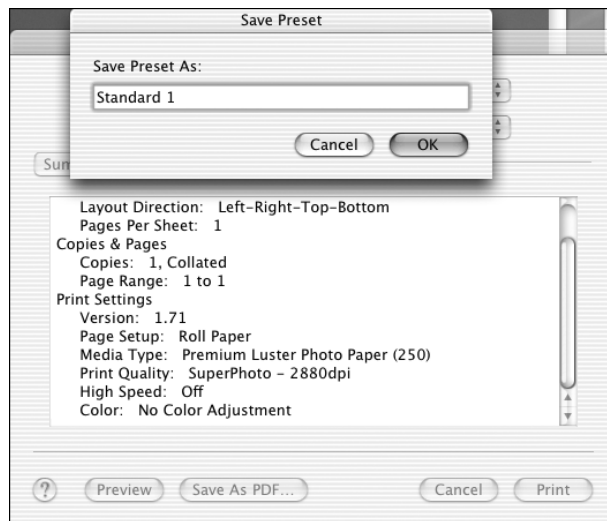 Save Preset
Save Preset As:
Standard 1
Cancel
OK
Sum
Layout Direction: Left-Right-Top-Bottom
Pages Per Sheet: 1
Copies & Pages
Copies: 1, Collated
Page Range: 1 to 1
Print Settings
Version: 1.71
Page Setup: Roll Paper
Media Type: Premium Luster Photo Paper (250)
Print Quality: SuperPhoto - 2880dpi
High Speed: Off
Color: No Color Adjustment
? Preview Save As PDF... Cancel Print